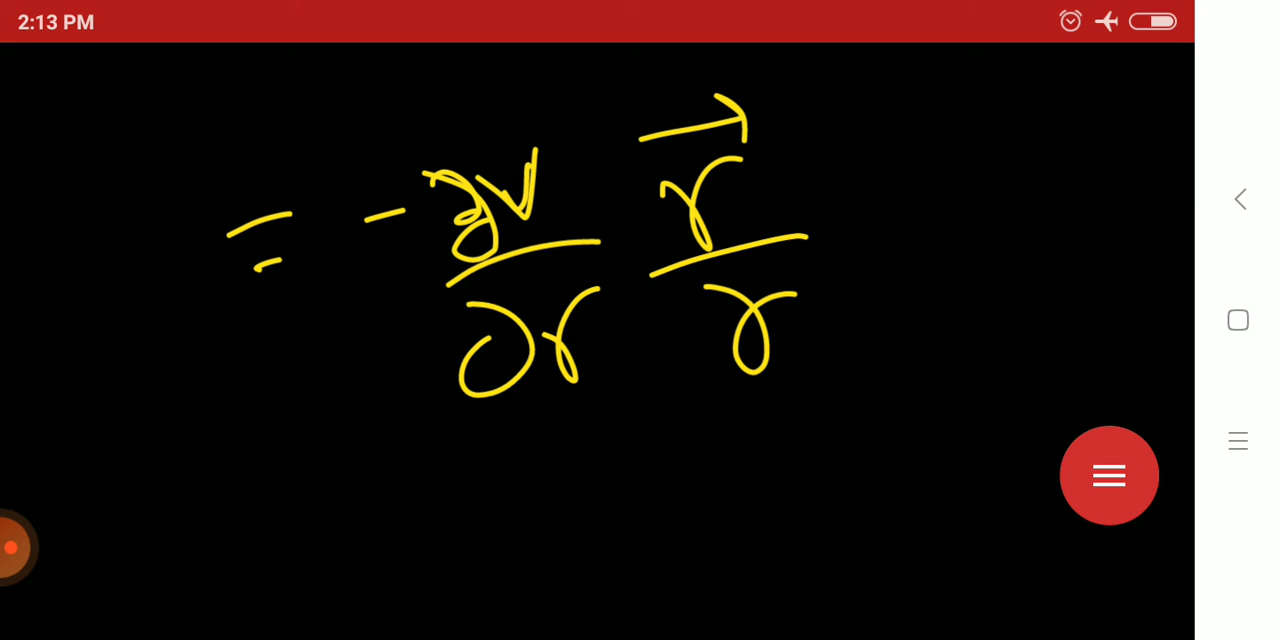 2:13 PM
= - ∂V/∂r r⃗/r